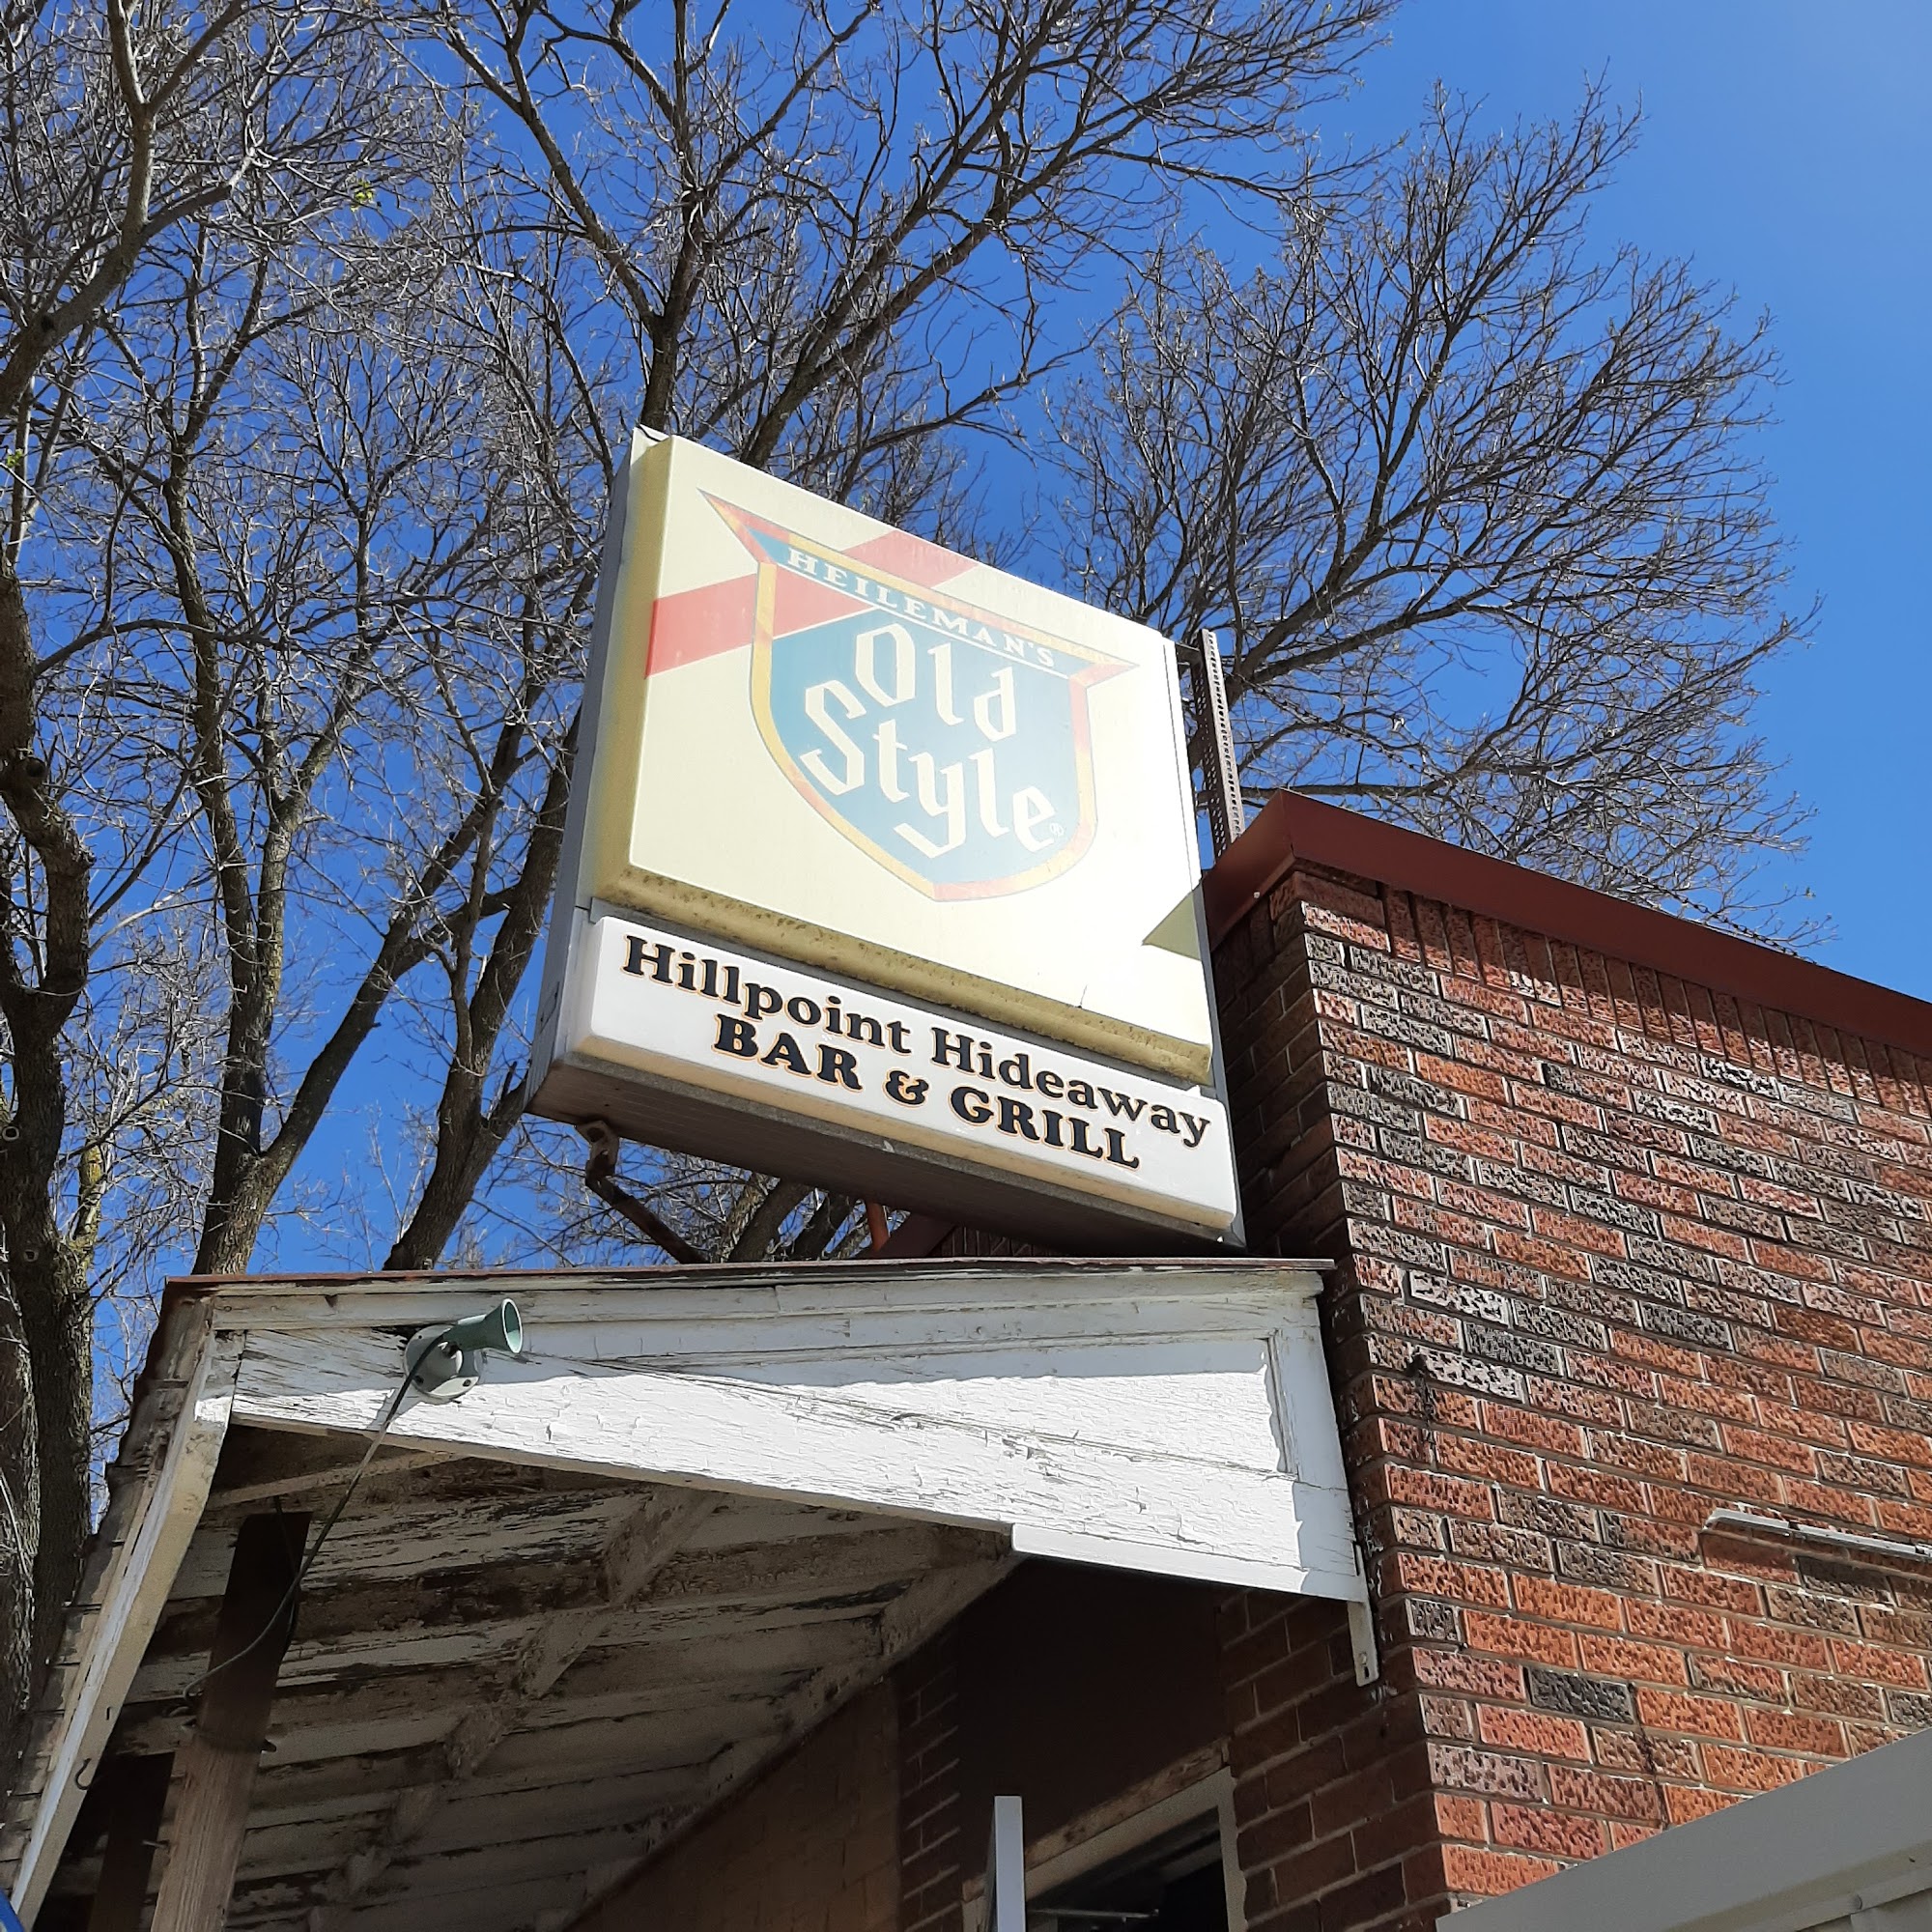 HEILEMAN'S
Old
Style®
Hillpoint Hideaway
BAR & GRILL